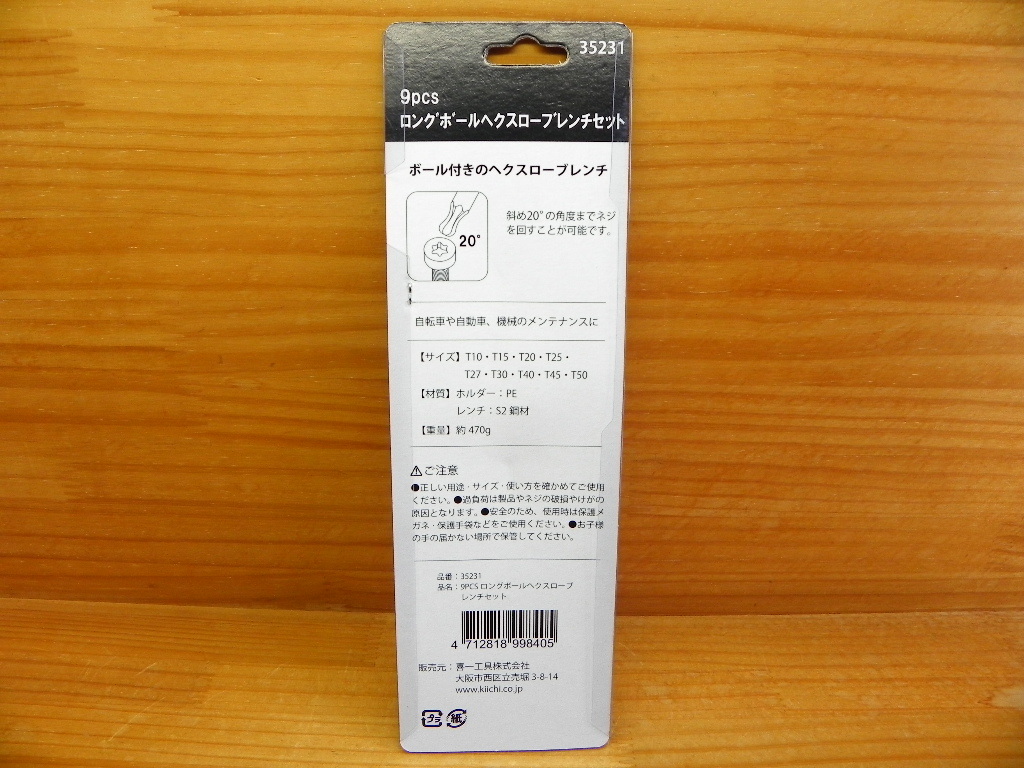 35231
9pcs
ロングボールヘクスローブレンチセット
ボール付きのヘクスローブレンチ
20°
斜め20°の角度までネジ
を回すことが可能です。
自転車や自動車、機械のメンテナンスに
【サイズ】T10・T15・T20・T25・
T27・T30・T40・T45・T50
【材質】ホルダー：PE
レンチ：S2 鋼材
【重量】約 470g
⚠ご注意
●正しい用途・サイズ・使い方を確かめてご使用
ください。●過負荷は製品やネジの破損やけがの
原因となります。●安全のため、使用時は保護メ
ガネ・保護手袋などをご使用ください。●お子様
の手の届かない場所で保管してください。
品番：35231
品名：9PCS ロングボールヘクスローブ
レンチセット
4 712818 998405
販売元：喜一工具株式会社
大阪市西区立売堀 3-8-14
www.kiichi.co.jp
プラ 紙